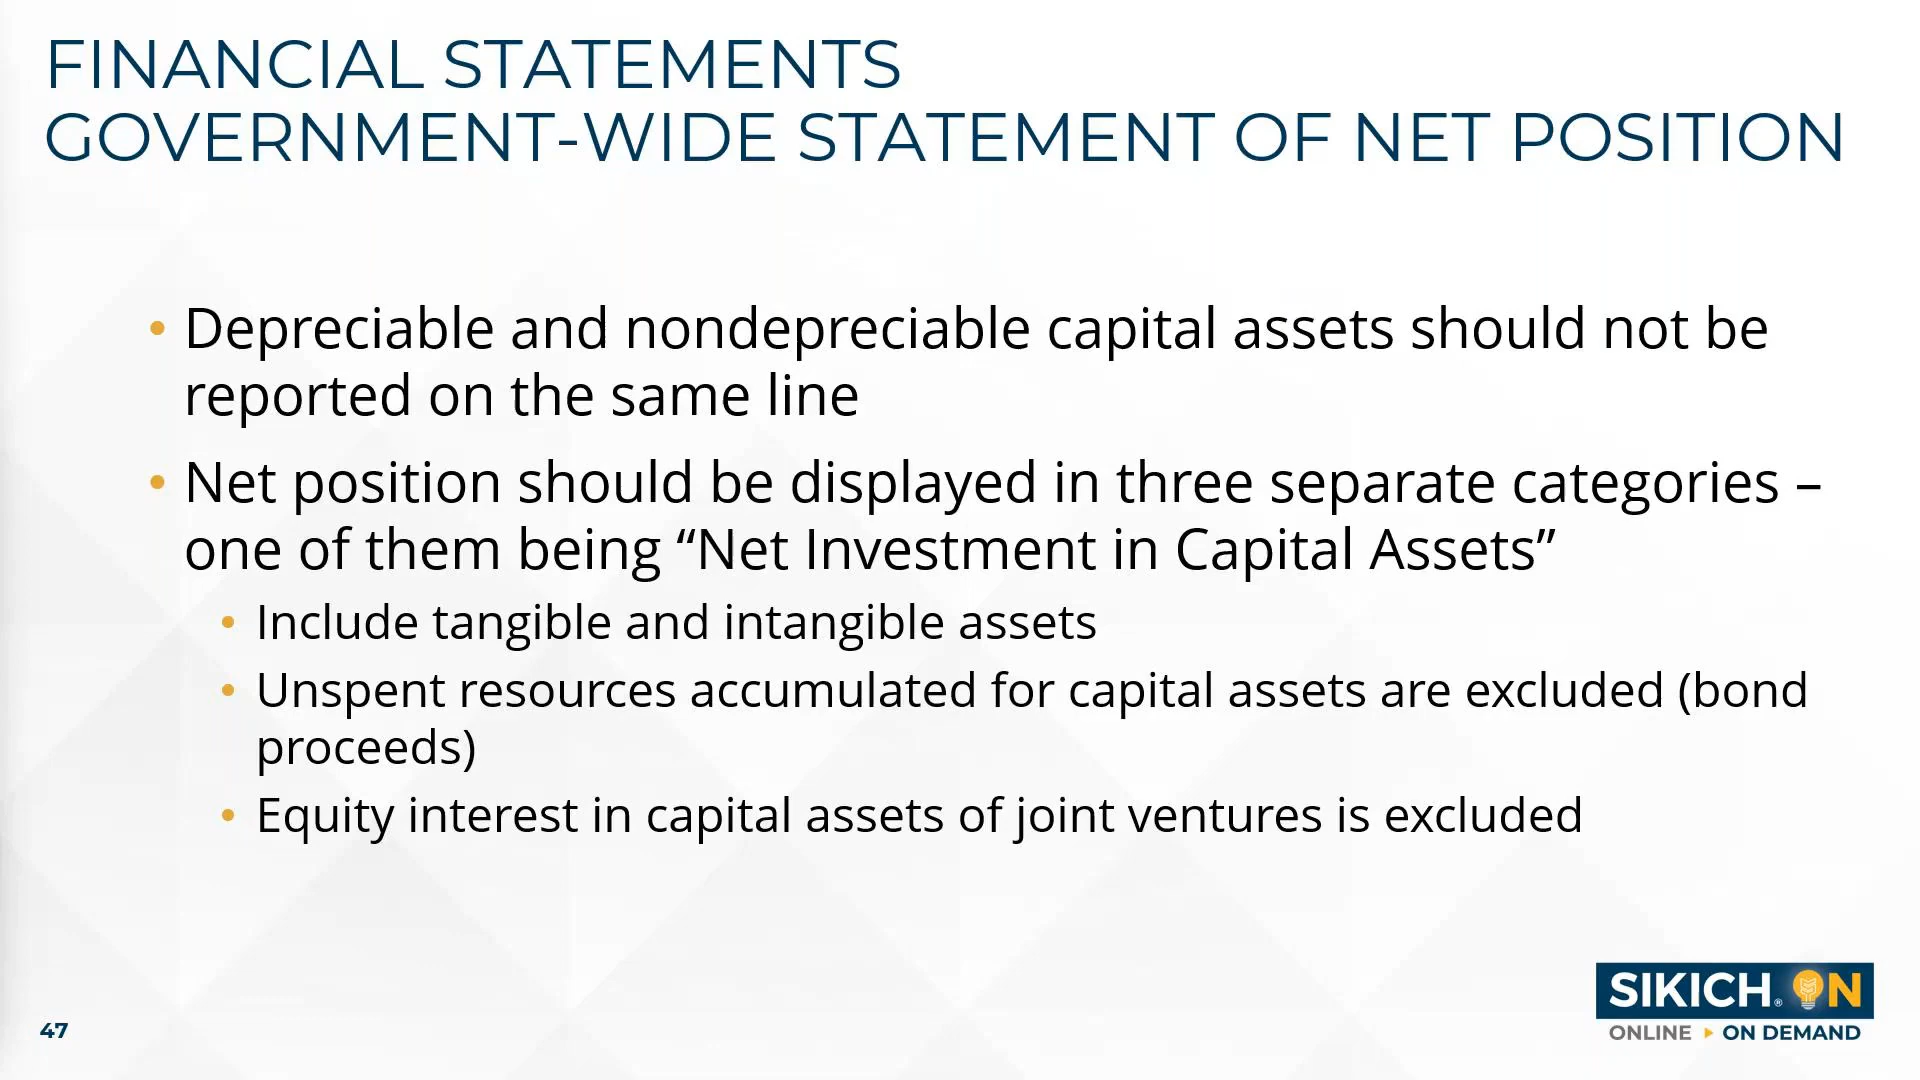 FINANCIAL STATEMENTS
GOVERNMENT-WIDE STATEMENT OF NET POSITION
• Depreciable and nondepreciable capital assets should not be
reported on the same line
• Net position should be displayed in three separate categories –
one of them being “Net Investment in Capital Assets”
• Include tangible and intangible assets
• Unspent resources accumulated for capital assets are excluded (bond
proceeds)
• Equity interest in capital assets of joint ventures is excluded
SIKICH® ON
ONLINE ▸ ON DEMAND
47